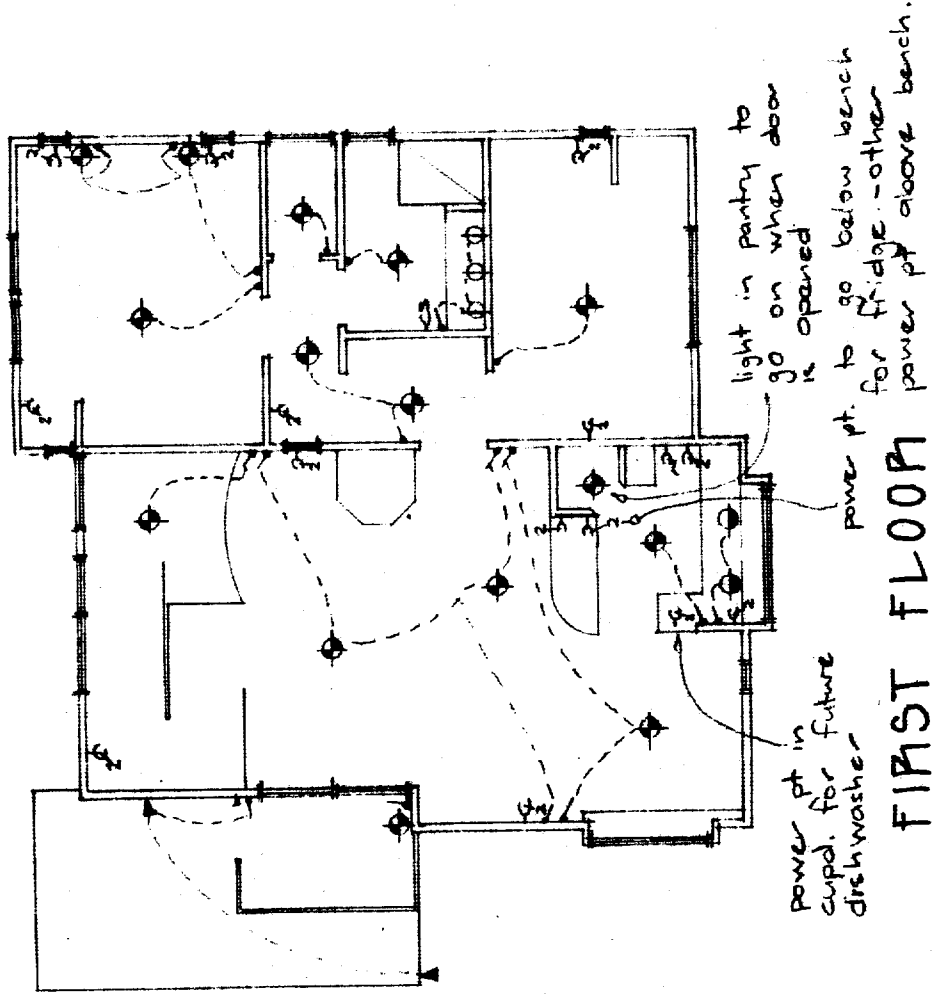 light in pantry to
go on when door
is opened
power pt. to go below bench
for fridge - other
power pt above bench.
power pt in
cupd. for future
dishwasher
FIRST FLOOR